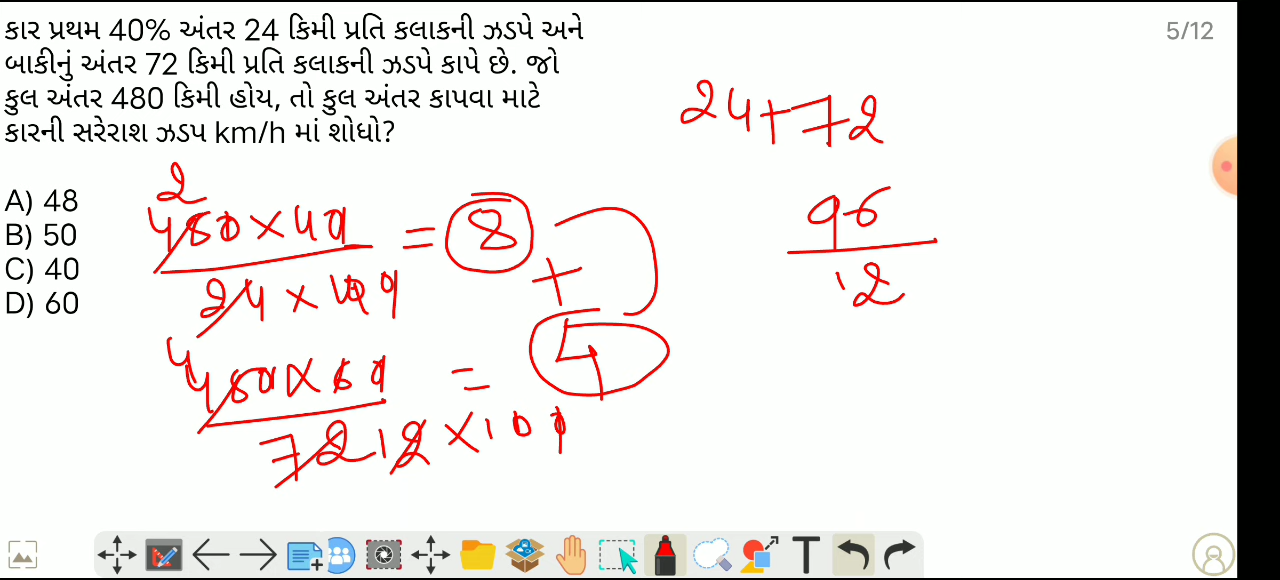 કાર પ્રથમ 40% અંતર 24 કિમી પ્રતિ કલાકની ઝડપે અને
બાકીનું અંતર 72 કિમી પ્રતિ કલાકની ઝડપે કાપે છે. જો
કુલ અંતર 480 કિમી હોય, તો કુલ અંતર કાપવા માટે
કારની સરેરાશ ઝડપ km/h માં શોધો?
5/12
A) 48
B) 50
C) 40
D) 60
2
480×40 = 8
24×100
+
4
480×60 = 4
72 12 ×100
24+72
96
12
T